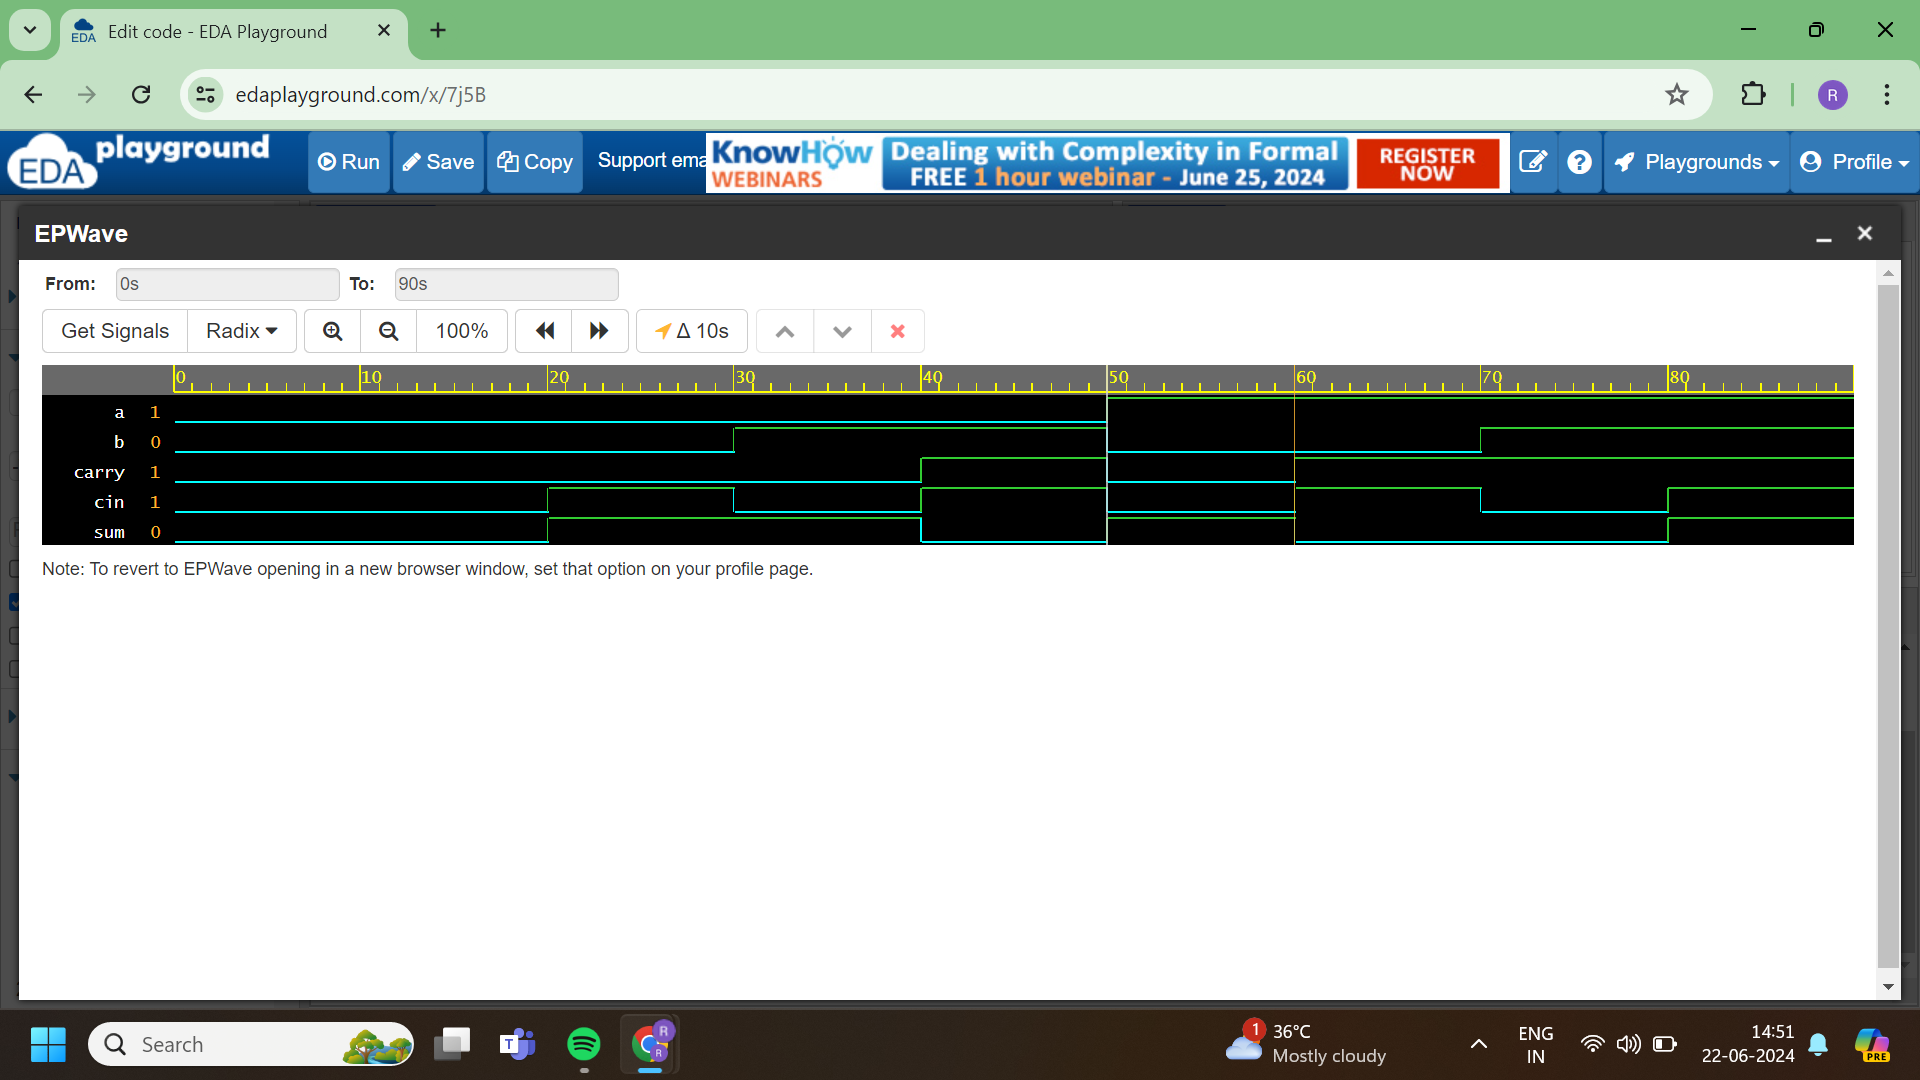 Edit code - EDA Playground
edaplayground.com/x/7j5B
EDA playground
Run
Save
Copy
Support ema
KnowHow WEBINARS
Dealing with Complexity in Formal
FREE 1 hour webinar - June 25, 2024
REGISTER NOW
Playgrounds
Profile
R
EPWave
From: 0s To: 90s
Get Signals Radix 100% Δ 10s
0 10 20 30 40 50 60 70 80
a 1
b 0
carry 1
cin 1
sum 0
Note: To revert to EPWave opening in a new browser window, set that option on your profile page.
Search
1
36°C
Mostly cloudy
ENG
IN
14:51
22-06-2024
PRE